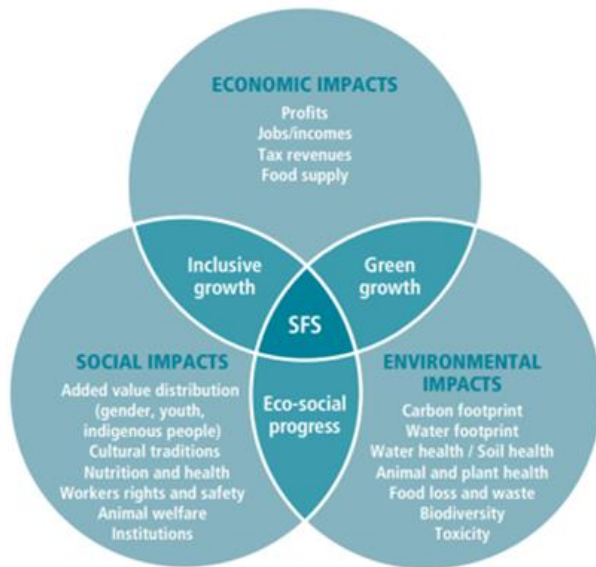 ECONOMIC IMPACTS
Profits
Jobs/incomes
Tax revenues
Food supply
Inclusive
growth
Green
growth
SFS
SOCIAL IMPACTS
Added value distribution
(gender, youth,
indigenous people)
Cultural traditions
Nutrition and health
Workers rights and safety
Animal welfare
Institutions
Eco-social
progress
ENVIRONMENTAL
IMPACTS
Carbon footprint
Water footprint
Water health / Soil health
Animal and plant health
Food loss and waste
Biodiversity
Toxicity